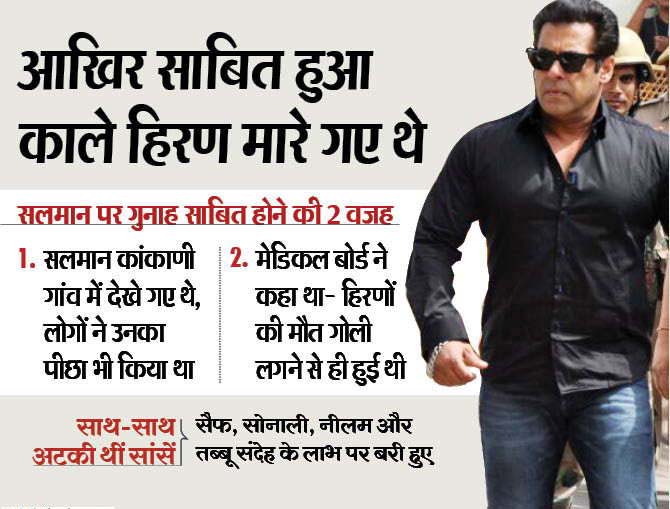 आखिर साबित हुआ
काले हिरण मारे गए थे
सलमान पर गुनाह साबित होने की 2 वजह
1. सलमान कांकाणी
गांव में देखे गए थे,
लोगों ने उनका
पीछा भी किया था
2. मेडिकल बोर्ड ने
कहा था- हिरणों
की मौत गोली
लगने से ही हुई थी
साथ-साथ
अटकी थीं सांसें
सैफ, सोनाली, नीलम और
तब्बू संदेह के लाभ पर बरी हुए